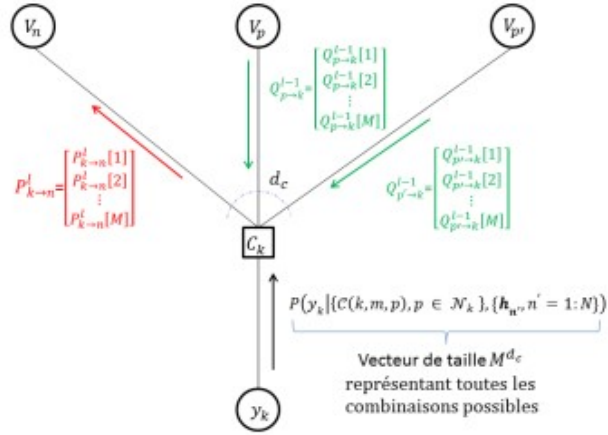 V_n V_p V_p'
Q^{l-1}_{p→k} = [Q^{l-1}_{p→k}[1] Q^{l-1}_{p→k}[2] ⋮ Q^{l-1}_{p→k}[M]]
P^l_{k→n} = [P^l_{k→n}[1] P^l_{k→n}[2] ⋮ P^l_{k→n}[M]]
d_c
Q^{l-1}_{p'→k} = [Q^{l-1}_{p'→k}[1] Q^{l-1}_{p'→k}[2] ⋮ Q^{l-1}_{p'→k}[M]]
C_k
P(y_k|{𝒞(k,m,p), p ∈ 𝒩_k}, {h_{n'}, n' = 1:N})
Vecteur de taille M^{d_c}
représentant toutes les
combinaisons possibles
y_k